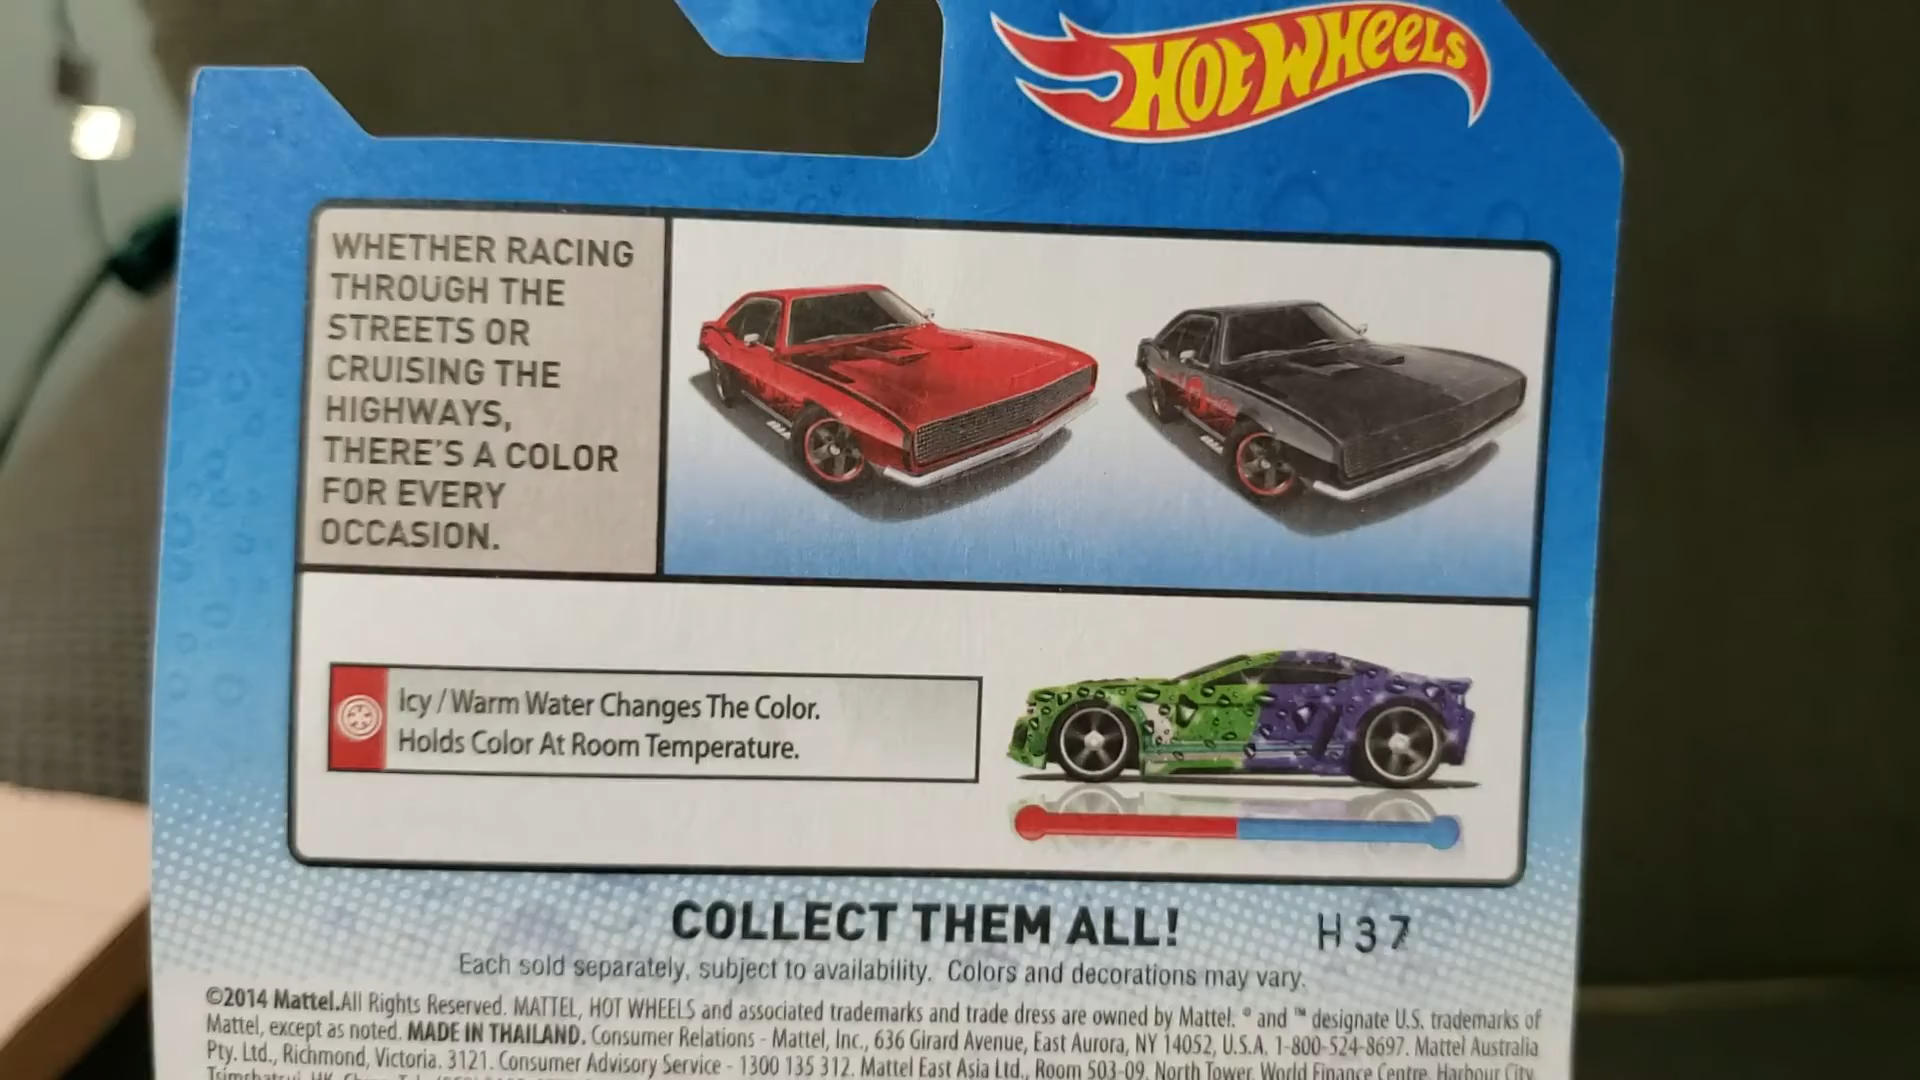 HOT WHEELS
WHETHER RACING
THROUGH THE
STREETS OR
CRUISING THE
HIGHWAYS,
THERE'S A COLOR
FOR EVERY
OCCASION.
Icy / Warm Water Changes The Color.
Holds Color At Room Temperature.
COLLECT THEM ALL!
H37
Each sold separately, subject to availability. Colors and decorations may vary.
©2014 Mattel. All Rights Reserved. MATTEL, HOT WHEELS and associated trademarks and trade dress are owned by Mattel. ® and ™ designate U.S. trademarks of
Mattel, except as noted. MADE IN THAILAND. Consumer Relations - Mattel, Inc., 636 Girard Avenue, East Aurora, NY 14052, U.S.A. 1-800-524-8697. Mattel Australia
Pty. Ltd., Richmond, Victoria. 3121. Consumer Advisory Service - 1300 135 312. Mattel East Asia Ltd., Room 503-09, North Tower, World Finance Centre, Harbour City,